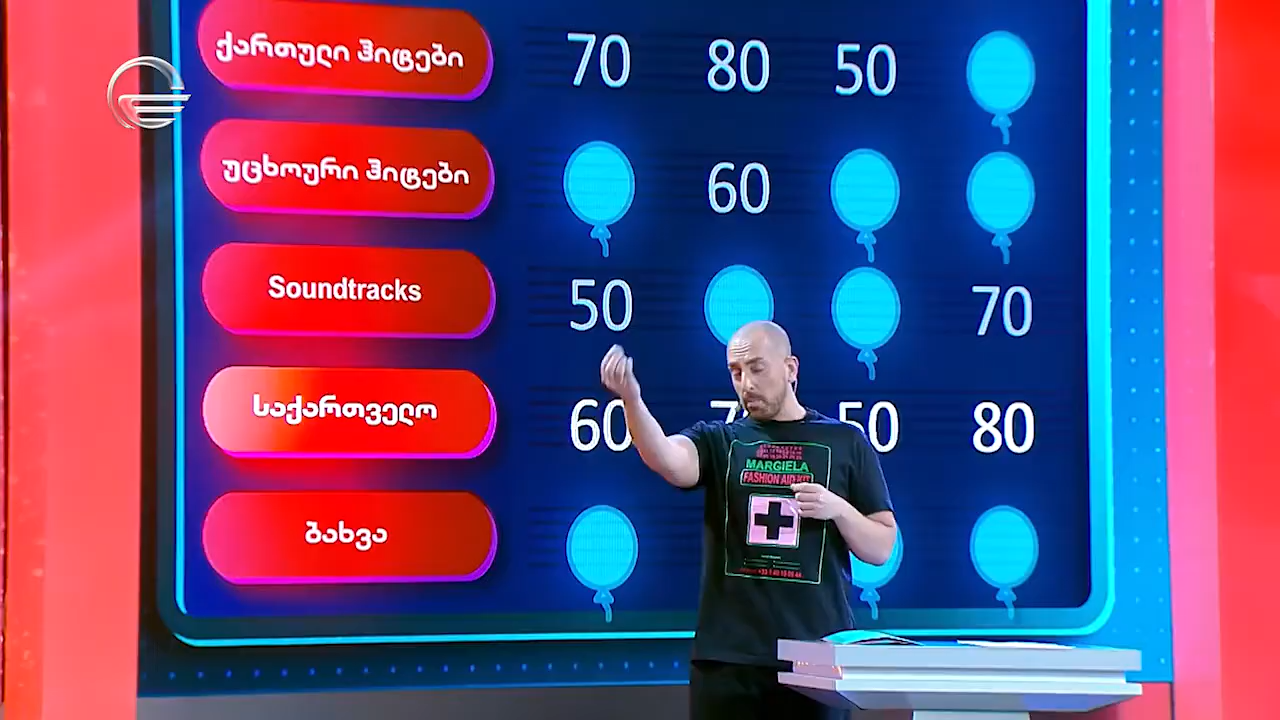 ქართული ჰიტები 70 80 50
უცხოური ჰიტები 60
Soundtracks 50 70
საქართველო 60 50 80
ბახვა
MARGIELA
FASHION AID KIT